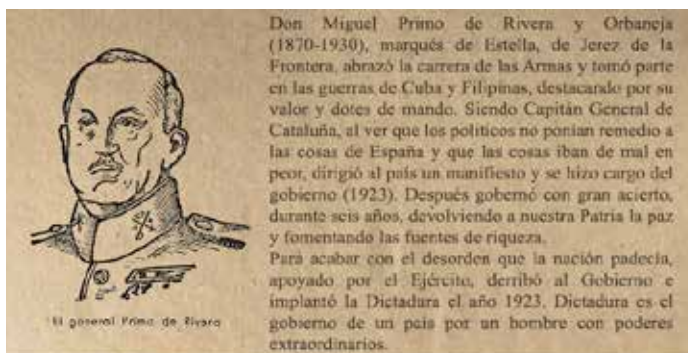 Don Miguel Primo de Rivera y Orbaneja
(1870-1930), marqués de Estella, de Jerez de la
Frontera, abrazó la carrera de las Armas y tomó parte
en las guerras de Cuba y Filipinas, destacando por su
valor y dotes de mando. Siendo Capitán General de
Cataluña, al ver que los políticos no ponían remedio a
las cosas de España y que las cosas iban de mal en
peor, dirigió al país un manifiesto y se hizo cargo del
gobierno (1923). Después gobernó con gran acierto,
durante seis años, devolviendo a nuestra Patria la paz
y fomentando las fuentes de riqueza.
Para acabar con el desorden que la nación padecía,
apoyado por el Ejército, derribó al Gobierno e
implantó la Dictadura el año 1923. Dictadura es el
gobierno de un país por un hombre con poderes
extraordinarios.
El general Primo de Rivera